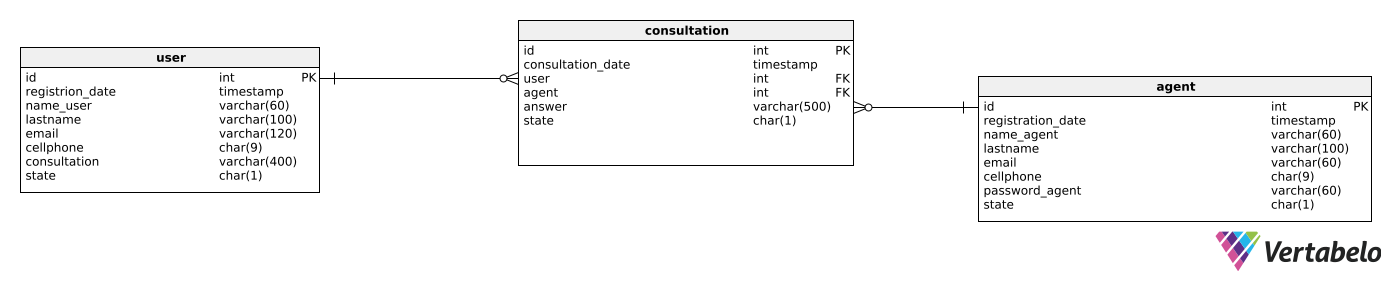 user
id int PK
registrion_date timestamp
name_user varchar(60)
lastname varchar(100)
email varchar(120)
cellphone char(9)
consultation varchar(400)
state char(1)
consultation
id int PK
consultation_date timestamp
user int FK
agent int FK
answer varchar(500)
state char(1)
agent
id int PK
registration_date timestamp
name_agent varchar(60)
lastname varchar(100)
email varchar(60)
cellphone char(9)
password_agent varchar(60)
state char(1)
Vertabelo